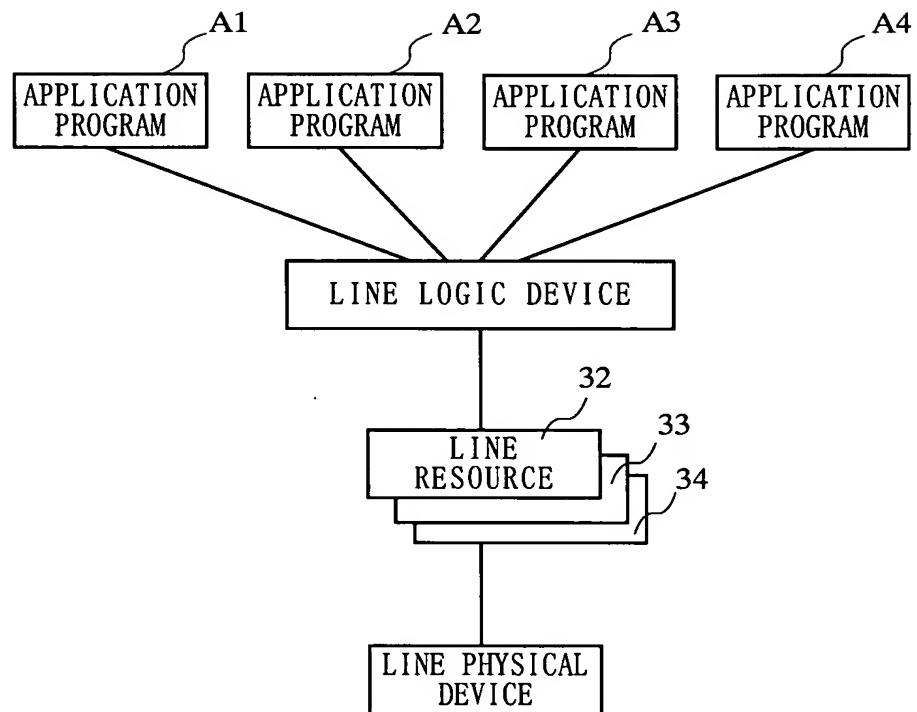 A1 A2 A3 A4
APPLICATION PROGRAM APPLICATION PROGRAM APPLICATION PROGRAM APPLICATION PROGRAM
LINE LOGIC DEVICE
32
LINE
RESOURCE
33
34
LINE PHYSICAL
DEVICE